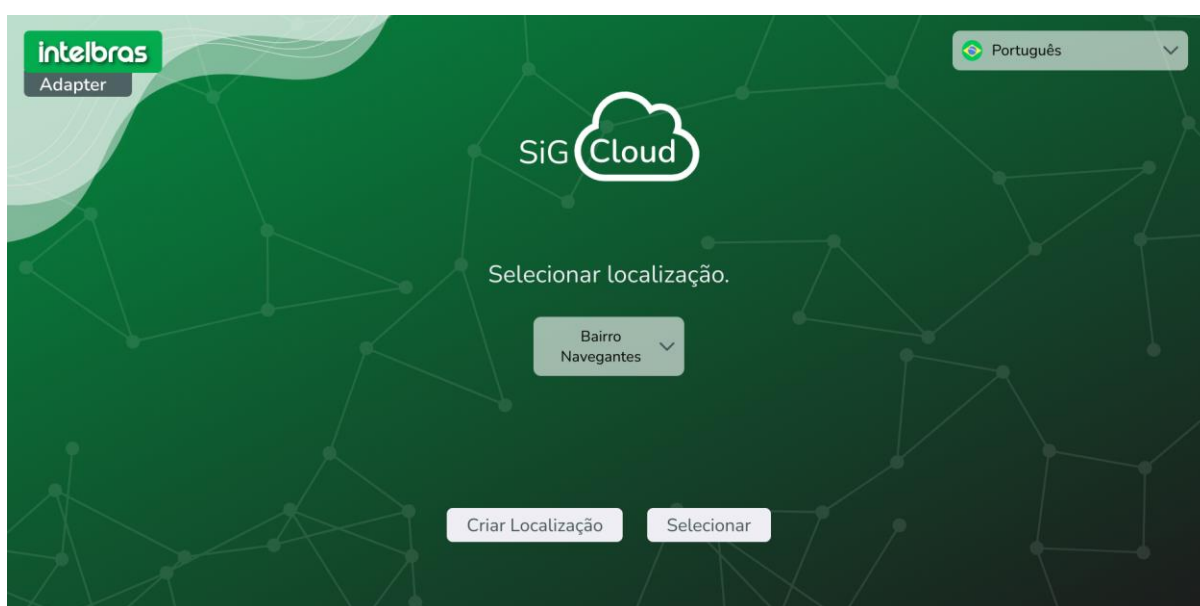 intelbras
Adapter
Português
SiG Cloud
Selecionar localização.
Bairro
Navegantes
Criar Localização
Selecionar